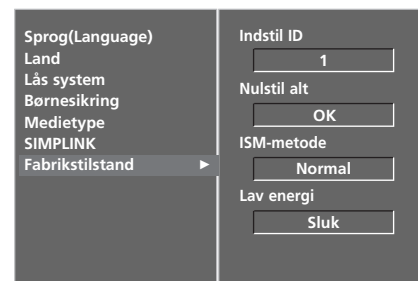 Sprog(Language)
Land
Lås system
Børnesikring
Medietype
SIMPLINK
Fabrikstilstand ►
Indstil ID
1
Nulstil alt
OK
ISM-metode
Normal
Lav energi
Sluk